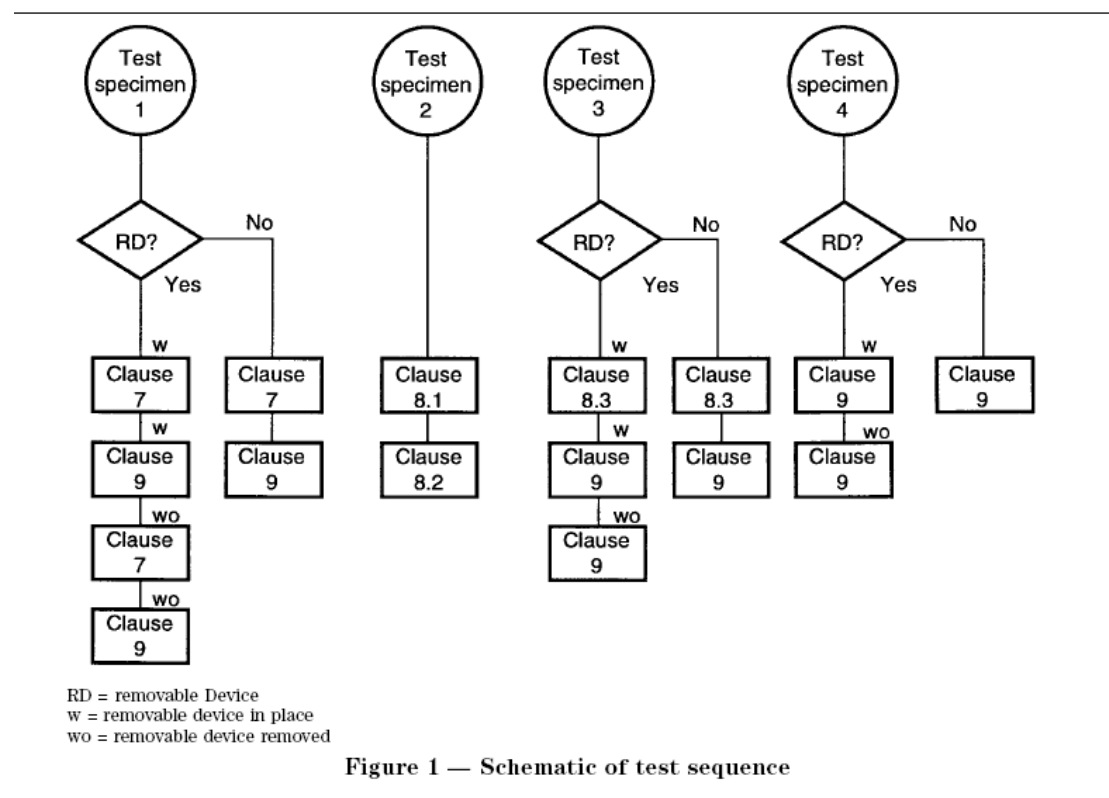 Test
specimen
1
Test
specimen
2
Test
specimen
3
Test
specimen
4
RD?
No
Yes
RD?
No
Yes
RD?
No
Yes
w
Clause
7
w
Clause
9
wo
Clause
7
wo
Clause
9
Clause
7
Clause
9
Clause
8.1
Clause
8.2
w
Clause
8.3
w
Clause
9
wo
Clause
9
Clause
8.3
Clause
9
w
Clause
9
wo
Clause
9
Clause
9
RD = removable Device
w = removable device in place
wo = removable device removed
Figure 1 — Schematic of test sequence